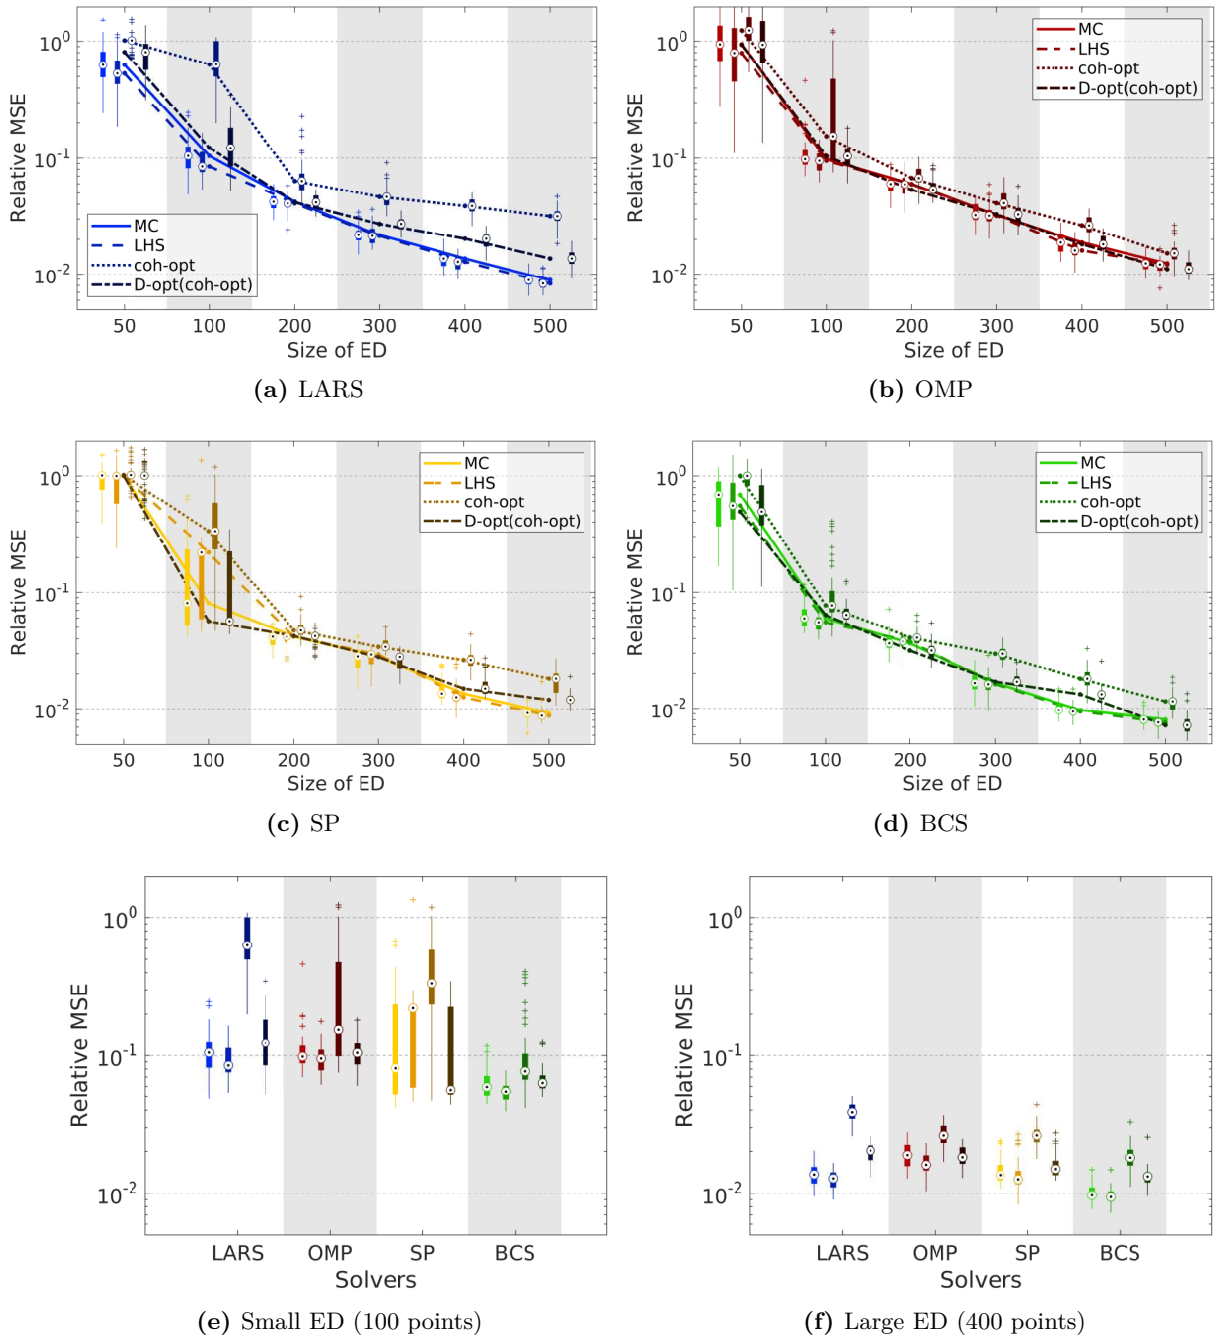 Relative MSE
10^0
10^-1
10^-2
MC
LHS
coh-opt
D-opt(coh-opt)
50 100 200 300 400 500
Size of ED
(a) LARS
Relative MSE
10^0
10^-1
10^-2
MC
LHS
coh-opt
D-opt(coh-opt)
50 100 200 300 400 500
Size of ED
(b) OMP
Relative MSE
10^0
10^-1
10^-2
MC
LHS
coh-opt
D-opt(coh-opt)
50 100 200 300 400 500
Size of ED
(c) SP
Relative MSE
10^0
10^-1
10^-2
MC
LHS
coh-opt
D-opt(coh-opt)
50 100 200 300 400 500
Size of ED
(d) BCS
Relative MSE
10^0
10^-1
10^-2
LARS OMP SP BCS
Solvers
(e) Small ED (100 points)
Relative MSE
10^0
10^-1
10^-2
LARS OMP SP BCS
Solvers
(f) Large ED (400 points)